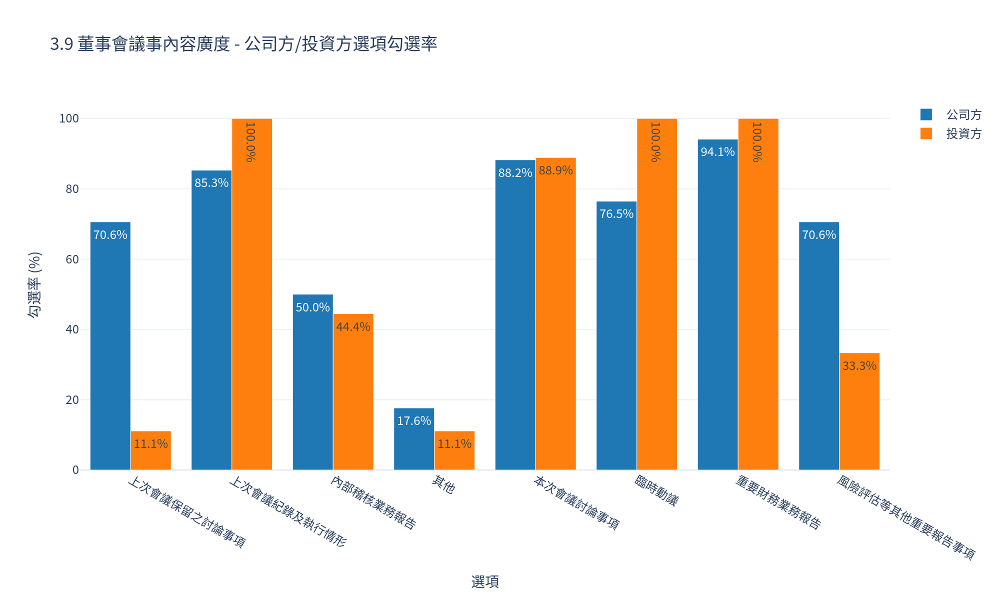 3.9 董事會議事內容廣度 - 公司方/投資方選項勾選率
公司方
投資方
勾選率 (%)
100
80
60
40
20
0
70.6%
11.1%
85.3%
100.0%
50.0%
44.4%
17.6%
11.1%
88.2%
88.9%
76.5%
100.0%
94.1%
100.0%
70.6%
33.3%
上次會議保留之討論事項
上次會議紀錄及執行情形
內部稽核業務報告
其他
本次會議討論事項
臨時動議
重要財務業務報告
風險評估等其他重要報告事項
選項